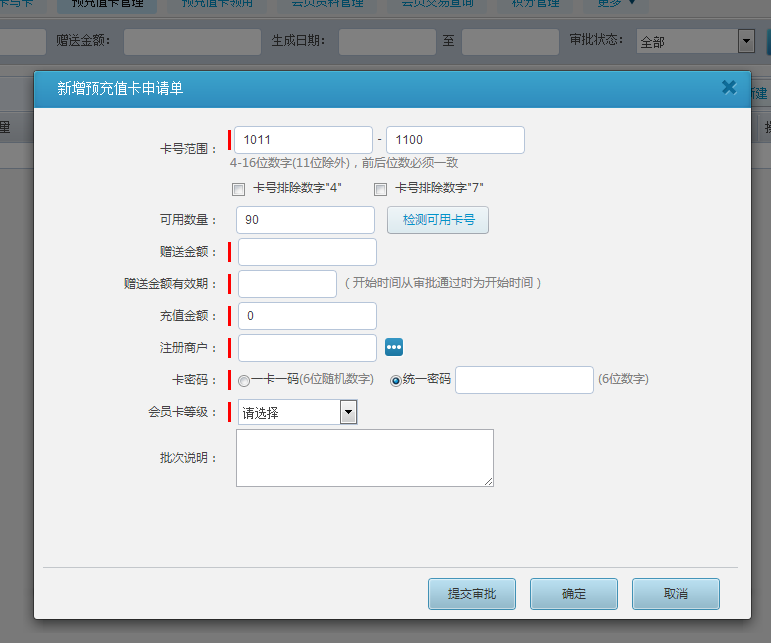 预充值卡管理 预充值卡领用 会员资料管理 会员交易查询 积分管理 更多
赠送金额： 生成日期： 至 审批状态： 全部
新增预充值卡申请单
新建
量
卡号范围： 1011 - 1100
4-16位数字(11位除外)，前后位数必须一致
卡号排除数字"4" 卡号排除数字"7"
可用数量： 90 检测可用卡号
赠送金额：
赠送金额有效期： （开始时间从审批通过时为开始时间）
充值金额： 0
注册商户：
卡密码： 一卡一码(6位随机数字) 统一密码 (6位数字)
会员卡等级： 请选择
批次说明：
提交审批 确定 取消